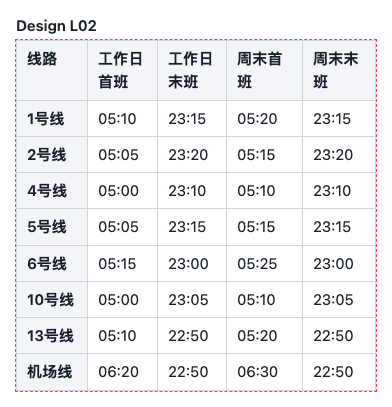 Design L02
线路 工作日首班 工作日末班 周末首班 周末末班
1号线 05:10 23:15 05:20 23:15
2号线 05:05 23:20 05:15 23:20
4号线 05:00 23:10 05:10 23:10
5号线 05:05 23:15 05:15 23:15
6号线 05:15 23:00 05:25 23:00
10号线 05:00 23:05 05:10 23:05
13号线 05:10 22:50 05:20 22:50
机场线 06:20 22:50 06:30 22:50